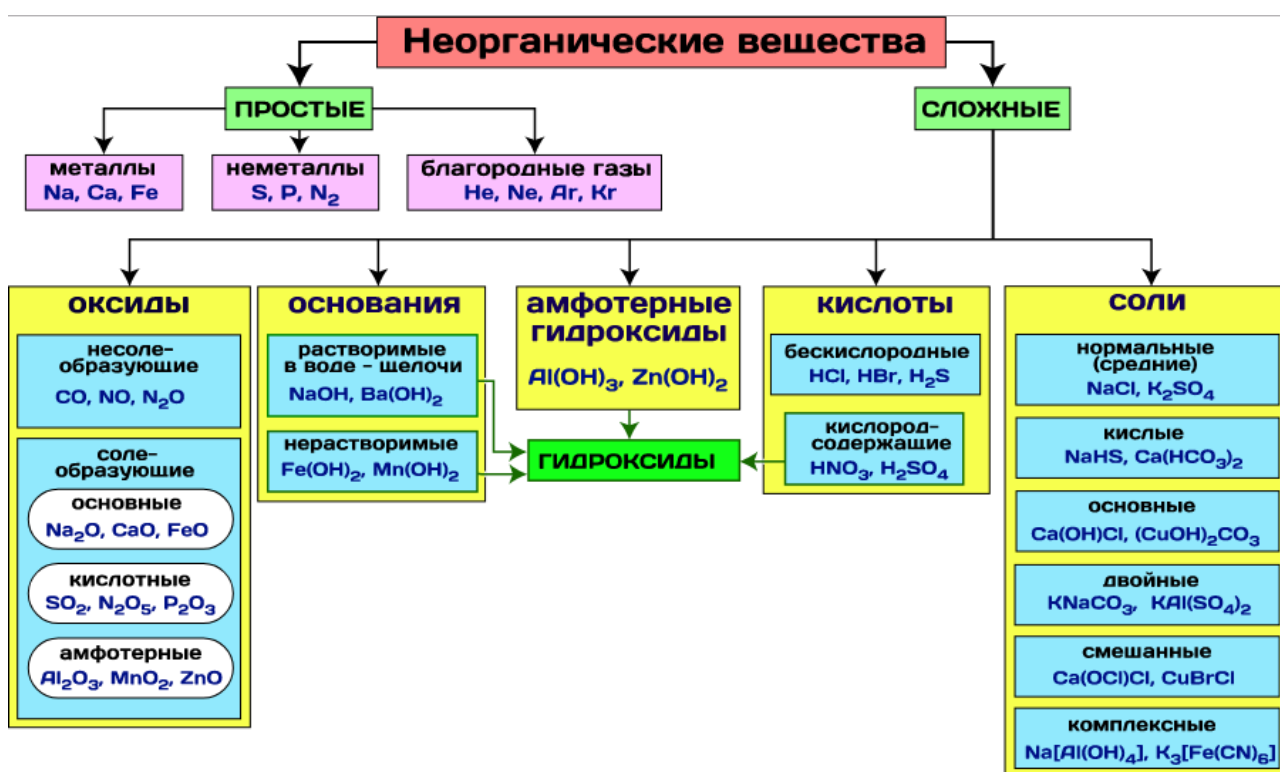 Неорганические вещества
ПРОСТЫЕ
СЛОЖНЫЕ
металлы
Na, Ca, Fe
неметаллы
S, P, N₂
благородные газы
He, Ne, Ar, Kr
оксиды
несоле-
образующие
CO, NO, N₂O
соле-
образующие
основные
Na₂O, CaO, FeO
кислотные
SO₂, N₂O₅, P₂O₃
амфотерные
Al₂O₃, MnO₂, ZnO
основания
растворимые
в воде - щелочи
NaOH, Ba(OH)₂
нерастворимые
Fe(OH)₂, Mn(OH)₂
амфотерные
гидроксиды
Al(OH)₃, Zn(OH)₂
ГИДРОКСИДЫ
кислоты
бескислородные
HCl, HBr, H₂S
кислород-
содержащие
HNO₃, H₂SO₄
соли
нормальные
(средние)
NaCl, K₂SO₄
кислые
NaHS, Ca(HCO₃)₂
основные
Ca(OH)Cl, (CuOH)₂CO₃
двойные
KNaCO₃, KAl(SO₄)₂
смешанные
Ca(OCl)Cl, CuBrCl
комплексные
Na[Al(OH)₄], K₃[Fe(CN)₆]